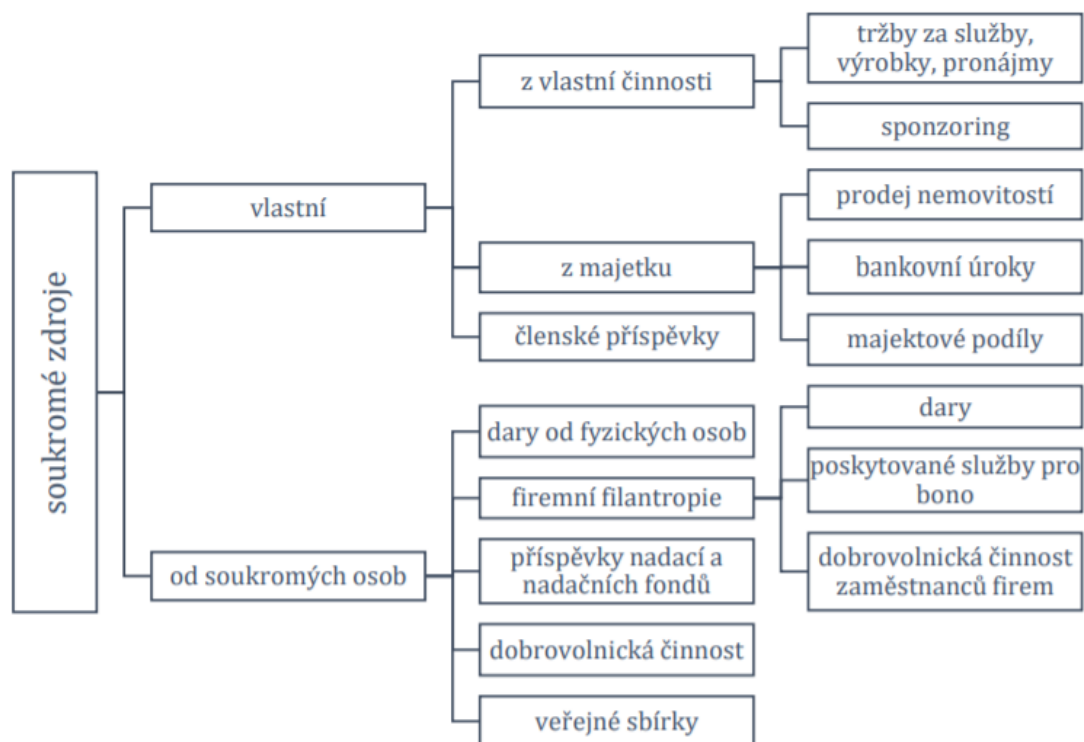 soukromé zdroje
vlastní
z vlastní činnosti
tržby za služby,
výrobky, pronájmy
sponzoring
z majetku
prodej nemovitostí
bankovní úroky
majektové podíly
členské příspěvky
od soukromých osob
dary od fyzických osob
firemní filantropie
dary
poskytované služby pro
bono
dobrovolnická činnost
zaměstnanců firem
příspěvky nadací a
nadačních fondů
dobrovolnická činnost
veřejné sbírky